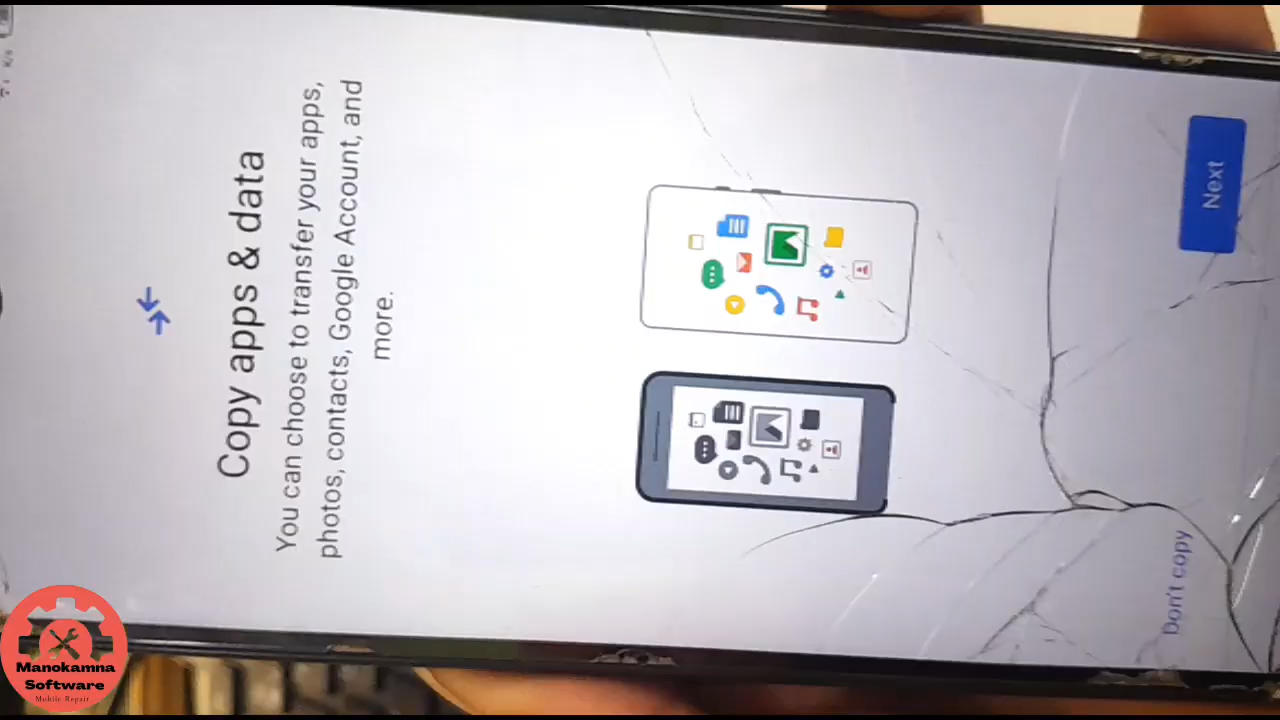 Copy apps & data
You can choose to transfer your apps,
photos, contacts, Google Account, and
more.
Don't copy
Next
Manokamna
Software
Mobile Repair